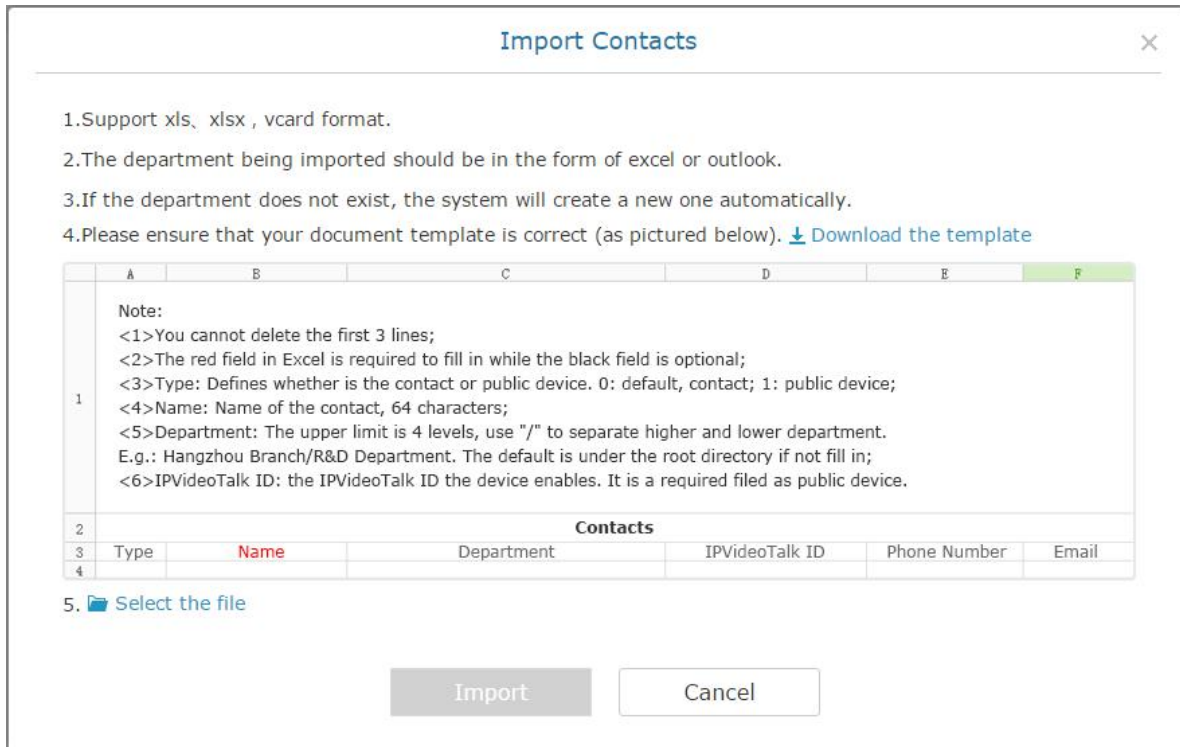 Import Contacts
1.Support xls、xlsx , vcard format.
2.The department being imported should be in the form of excel or outlook.
3.If the department does not exist, the system will create a new one automatically.
4.Please ensure that your document template is correct (as pictured below). Download the template
A B C D E F
1
Note:
<1>You cannot delete the first 3 lines;
<2>The red field in Excel is required to fill in while the black field is optional;
<3>Type: Defines whether is the contact or public device. 0: default, contact; 1: public device;
<4>Name: Name of the contact, 64 characters;
<5>Department: The upper limit is 4 levels, use "/" to separate higher and lower department.
E.g.: Hangzhou Branch/R&D Department. The default is under the root directory if not fill in;
<6>IPVideoTalk ID: the IPVideoTalk ID the device enables. It is a required filed as public device.
2 Contacts
3 Type Name Department IPVideoTalk ID Phone Number Email
4
5. Select the file
Import Cancel